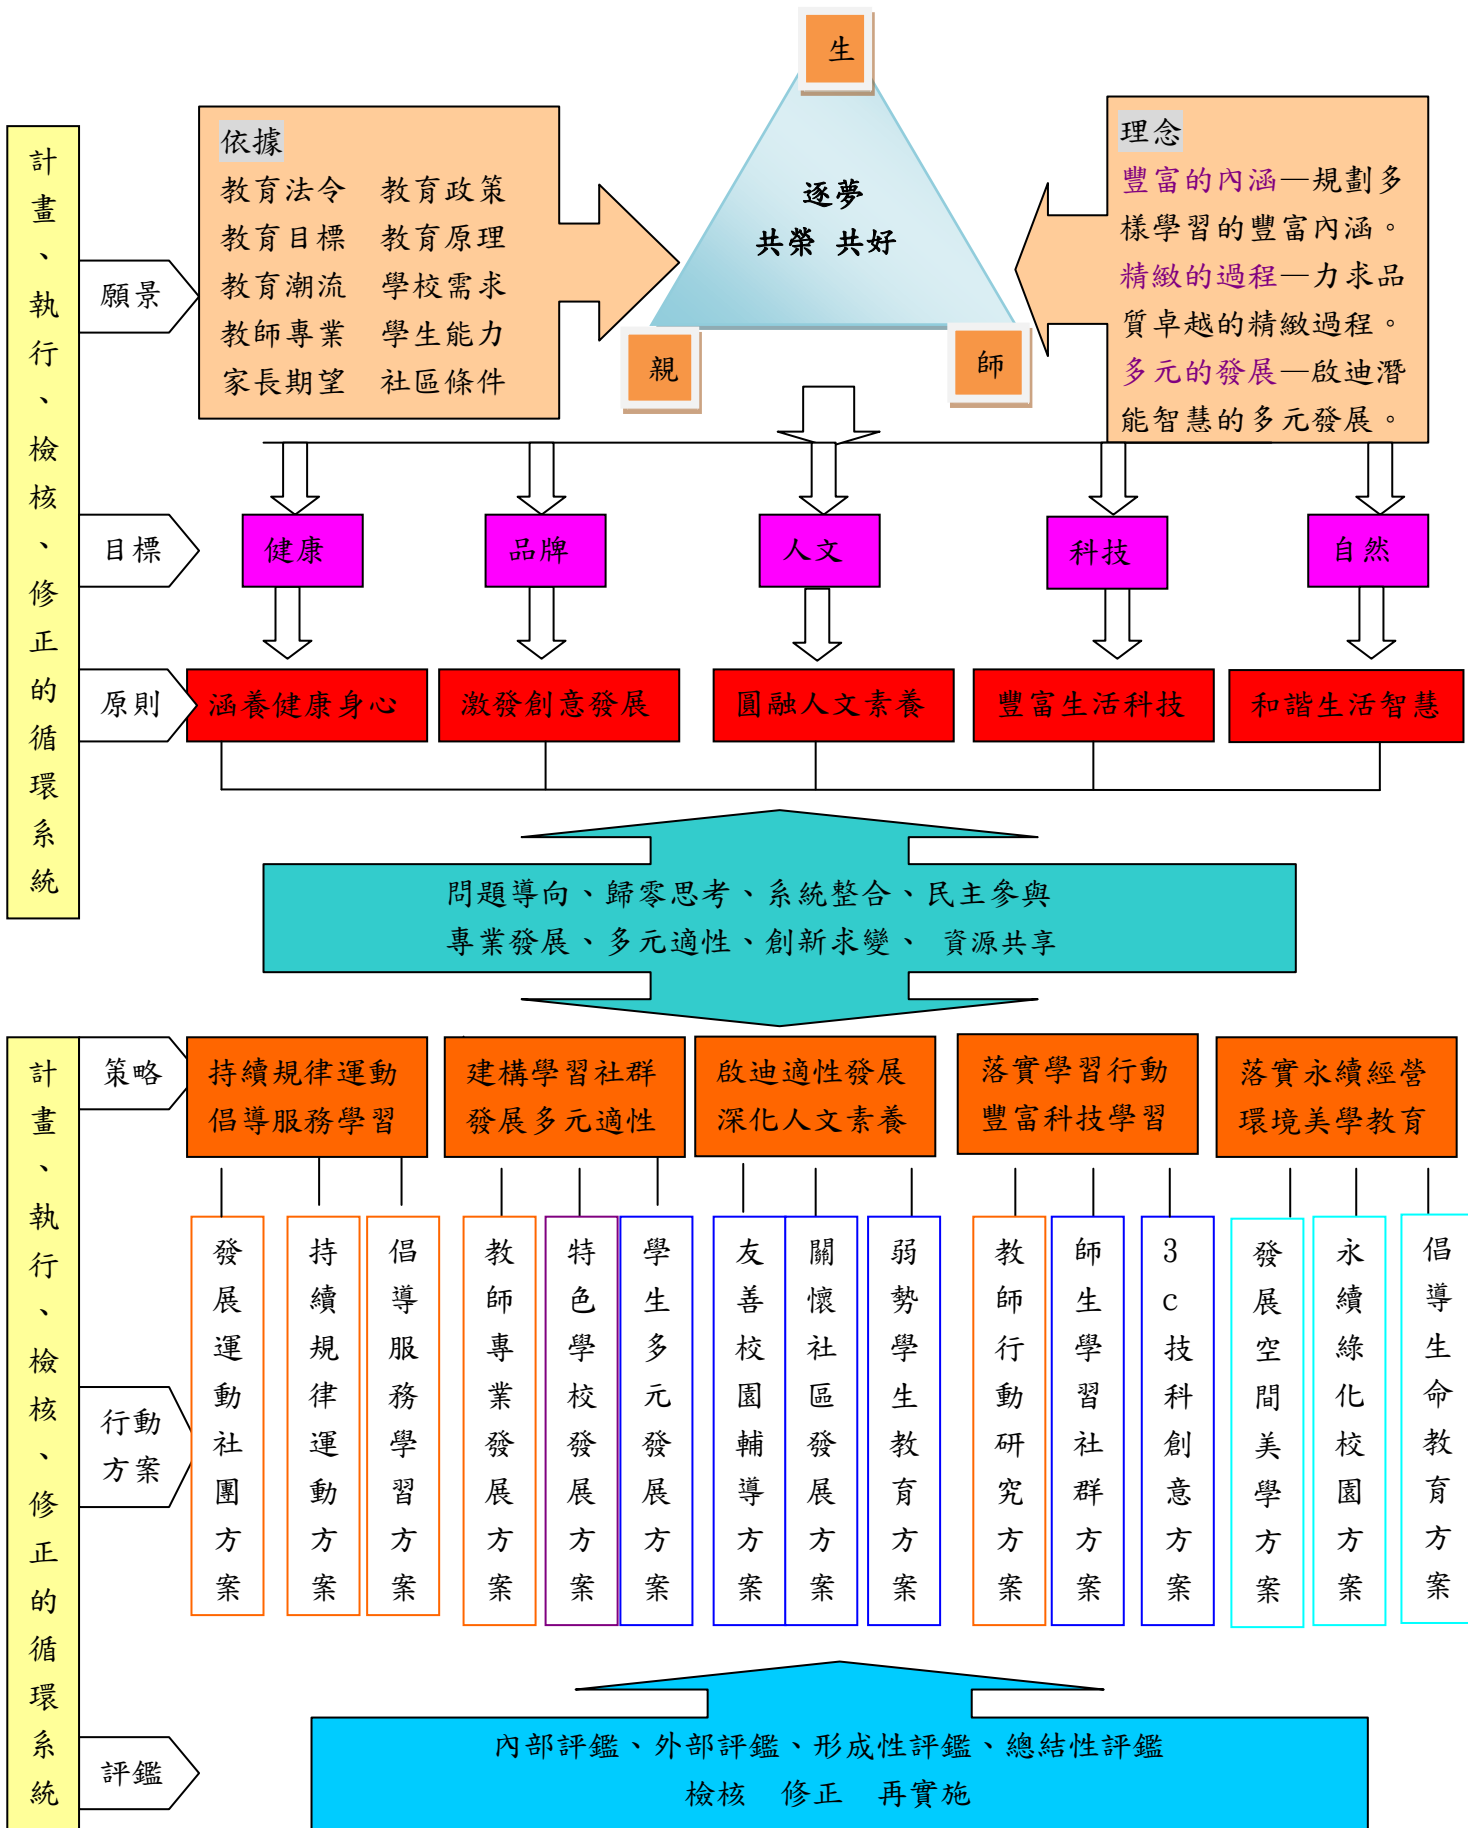 生
計畫、執行、檢核、修正的循環系統
依據
教育法令 教育政策
教育目標 教育原理
教育潮流 學校需求
教師專業 學生能力
家長期望 社區條件
逐夢
共榮 共好
理念
豐富的內涵—規劃多
樣學習的豐富內涵。
精緻的過程—力求品
質卓越的精緻過程。
多元的發展—啟迪潛
能智慧的多元發展。
願景
親
師
目標
健康
品牌
人文
科技
自然
原則
涵養健康身心
激發創意發展
圓融人文素養
豐富生活科技
和諧生活智慧
問題導向、歸零思考、系統整合、民主參與
專業發展、多元適性、創新求變、 資源共享
計畫、執行、檢核、修正的循環系統
策略
持續規律運動
倡導服務學習
建構學習社群
發展多元適性
啟迪適性發展
深化人文素養
落實學習行動
豐富科技學習
落實永續經營
環境美學教育
行動
方案
發展運動社團方案
持續規律運動方案
倡導服務學習方案
教師專業發展方案
特色學校發展方案
學生多元發展方案
友善校園輔導方案
關懷社區發展方案
弱勢學生教育方案
教師行動研究方案
師生學習社群方案
3c技科創意方案
發展空間美學方案
永續綠化校園方案
倡導生命教育方案
評鑑
內部評鑑、外部評鑑、形成性評鑑、總結性評鑑
檢核 修正 再實施